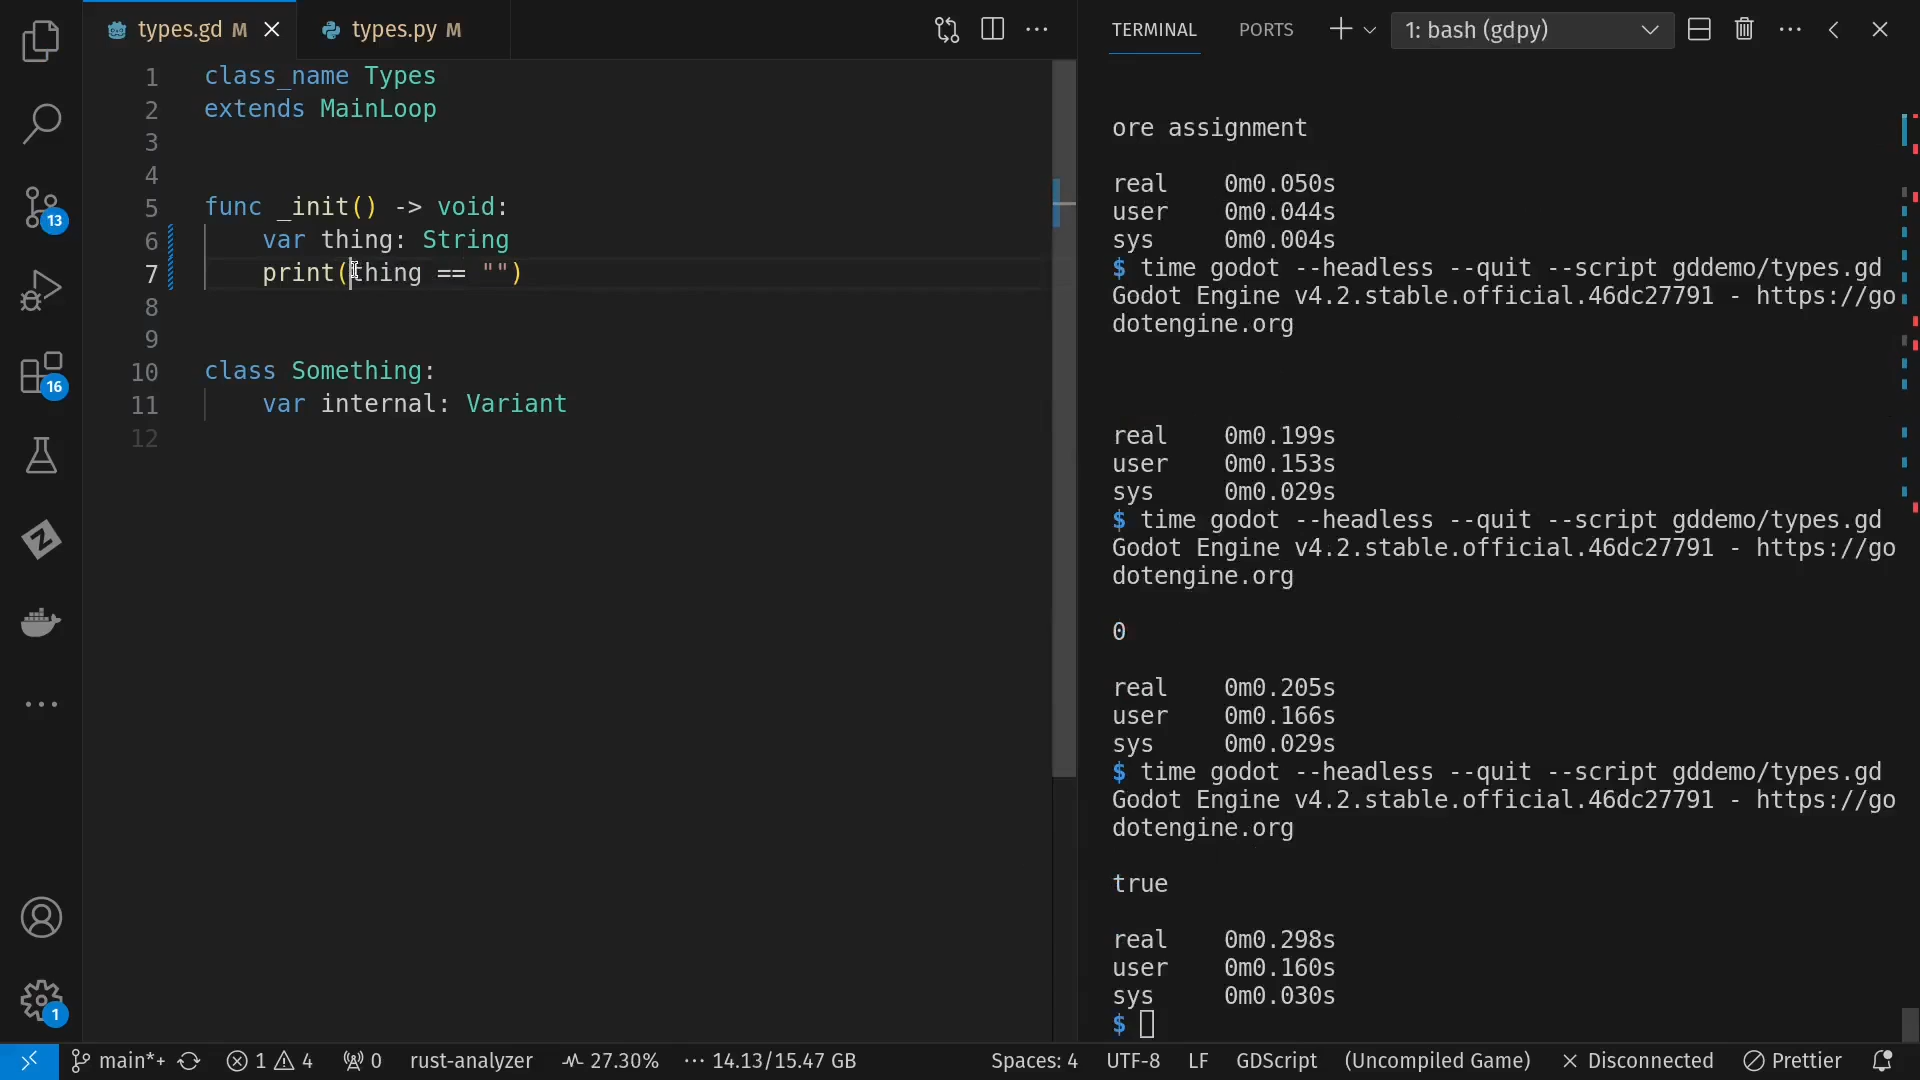 types.gd M
types.py M
TERMINAL
PORTS
1: bash (gdpy)
1 class_name Types
2 extends MainLoop
3
4
5 func _init() -> void:
6 var thing: String
7 print(thing == "")
8
9
10 class Something:
11 var internal: Variant
12
13
16
1
ore assignment
real 0m0.050s
user 0m0.044s
sys 0m0.004s
$ time godot --headless --quit --script gddemo/types.gd
Godot Engine v4.2.stable.official.46dc27791 - https://go
dotengine.org
real 0m0.199s
user 0m0.153s
sys 0m0.029s
$ time godot --headless --quit --script gddemo/types.gd
Godot Engine v4.2.stable.official.46dc27791 - https://go
dotengine.org
0
real 0m0.205s
user 0m0.166s
sys 0m0.029s
$ time godot --headless --quit --script gddemo/types.gd
Godot Engine v4.2.stable.official.46dc27791 - https://go
dotengine.org
true
real 0m0.298s
user 0m0.160s
sys 0m0.030s
$
main*+ 1 4 0 rust-analyzer 27.30% 14.13/15.47 GB Spaces: 4 UTF-8 LF GDScript (Uncompiled Game) Disconnected Prettier